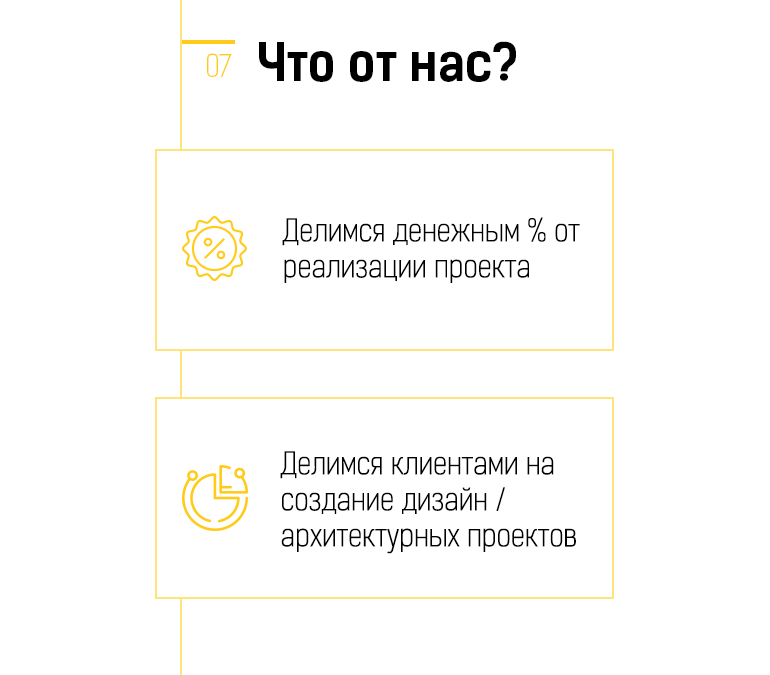 07
Что от нас?
Делимся денежным % от
реализации проекта
Делимся клиентами на
создание дизайн /
архитектурных проектов